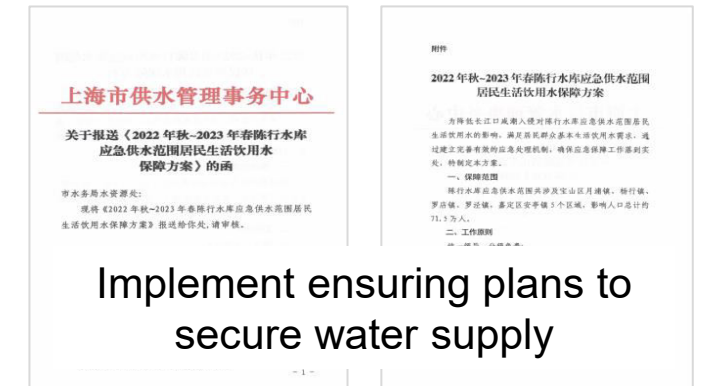 上海市供水管理事务中心
关于报送《2022年秋~2023年春陈行水库
应急供水范围居民生活饮用水
保障方案》的函
市水务局水资源处:
现将《2022年秋~2023年春陈行水库应急供水范围居民
生活饮用水保障方案》报送给你处,请审核。
- 1 -
附件
2022年秋~2023年春陈行水库应急供水范围
居民生活饮用水保障方案
为降低长江口咸潮入侵对陈行水库应急供水范围居民
生活饮用水的影响,满足居民群众基本生活饮用水需求,通
过建立完善有效的应急处理机制,确保应急保障工作落到实
处,特制定本方案。
一、保障范围
陈行水库应急供水范围共涉及宝山区月浦镇、杨行镇、
罗店镇、罗泾镇,嘉定区安亭镇5个区域,影响人口总计约
71.5万人。
二、工作原则
Implement ensuring plans to
secure water supply